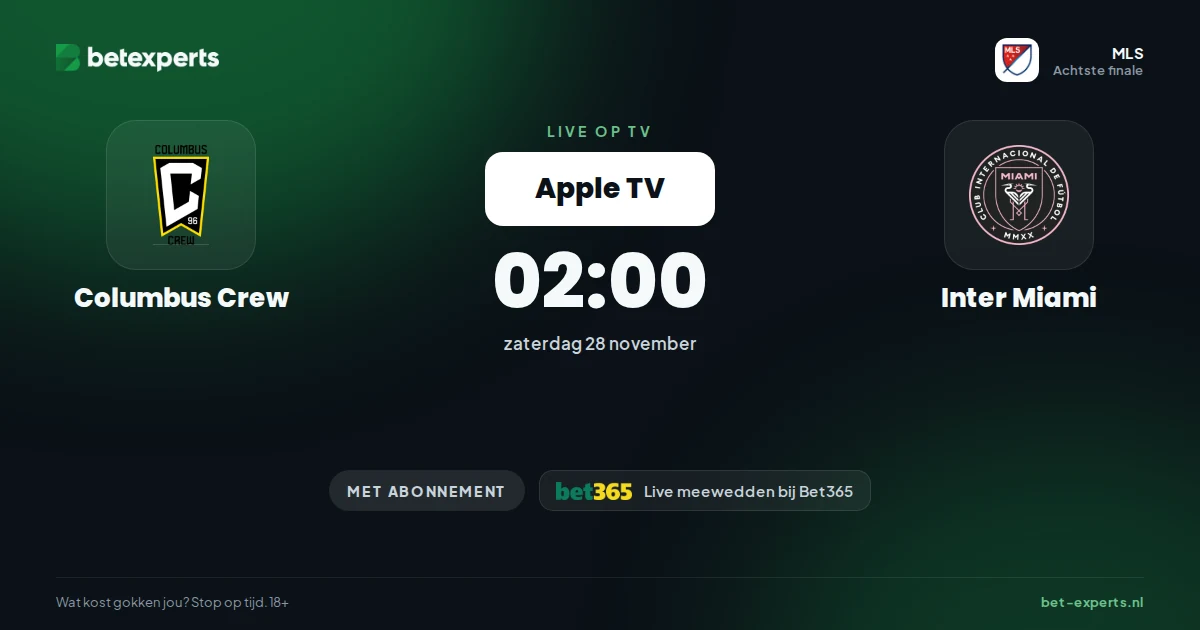 betexperts
MLS
MLS
Achtste finale
LIVE OP TV
Apple TV
COLUMBUS
96
CREW
Columbus Crew
02:00
zaterdag 28 november
CLUB INTERNACIONAL DE FÚTBOL
MIAMI
MMXX
Inter Miami
MET ABONNEMENT
bet365
Live meewedden bij Bet365
Wat kost gokken jou? Stop op tijd. 18+
bet-experts.nl